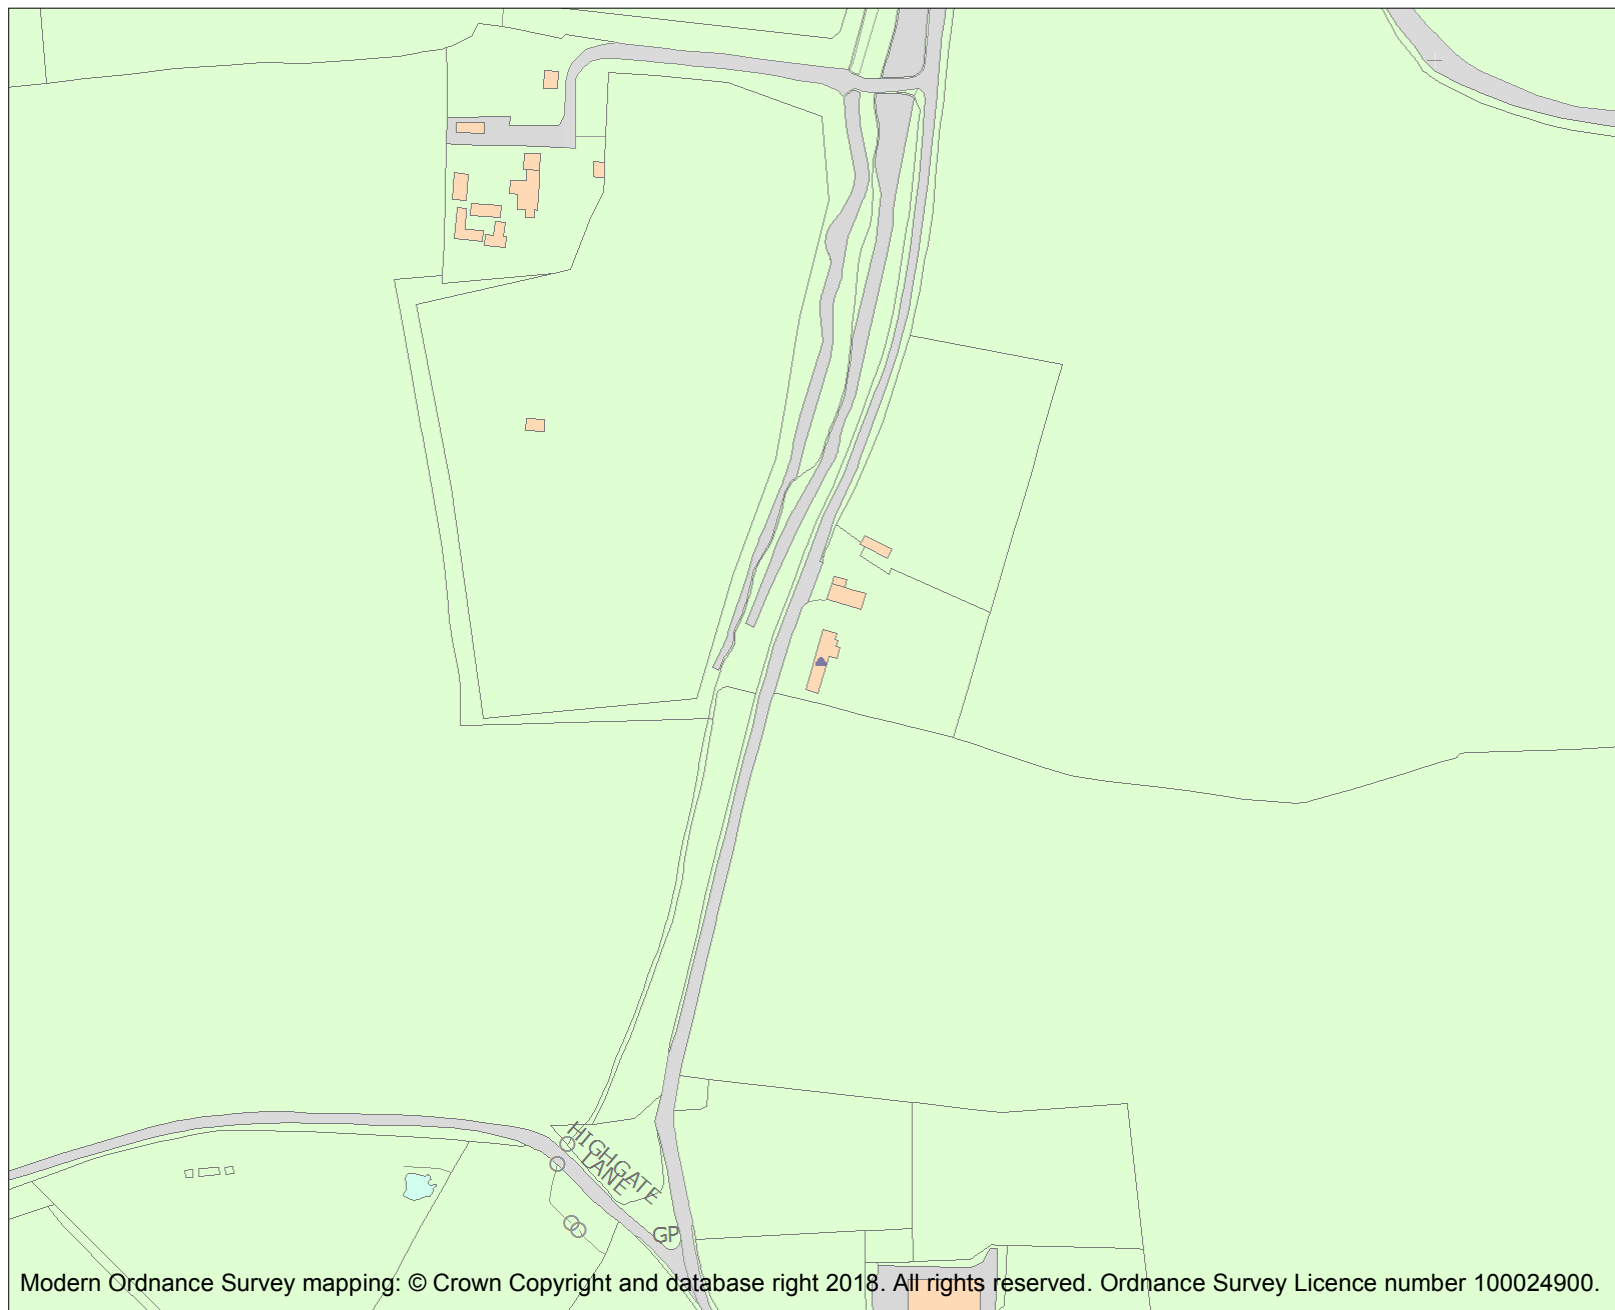 HIGHGATE
LANE
GP
Modern Ordnance Survey mapping: © Crown Copyright and database right 2018. All rights reserved. Ordnance Survey Licence number 100024900.